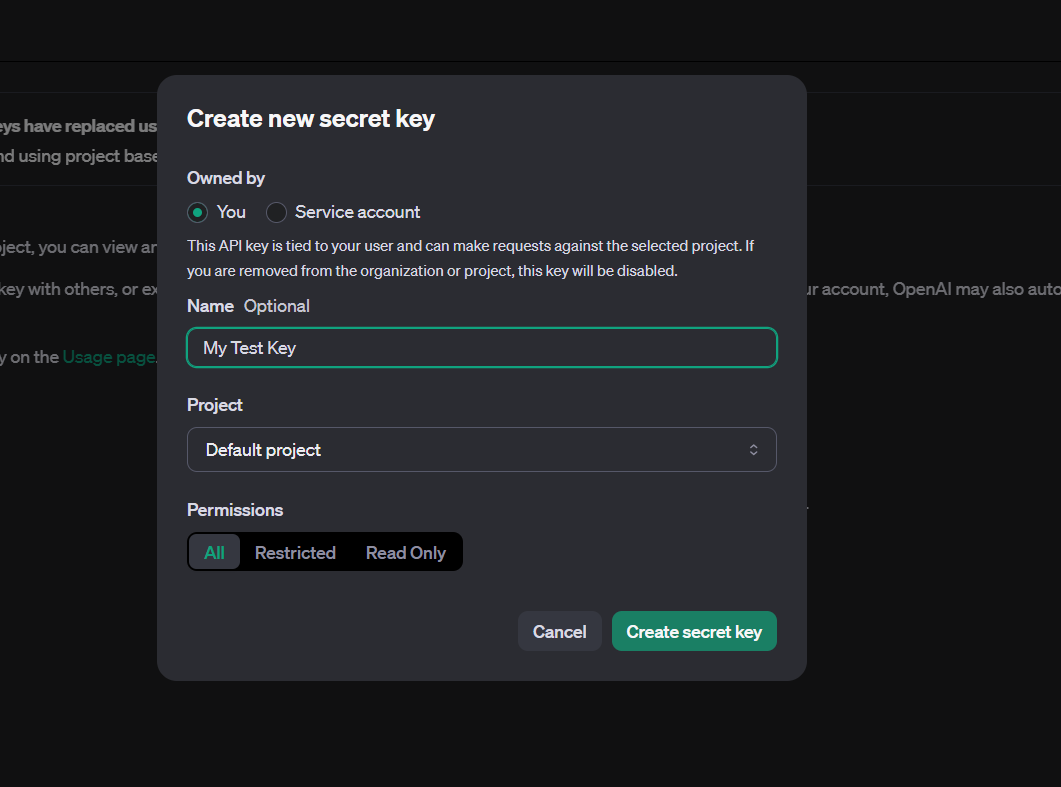 Create new secret key
eys have replaced us
nd using project base
Owned by
You Service account
This API key is tied to your user and can make requests against the selected project. If
you are removed from the organization or project, this key will be disabled.
oject, you can view an
key with others, or ex
ur account, OpenAI may also auto
Name Optional
My Test Key
y on the Usage page.
Project
Default project
Permissions
All Restricted Read Only
Cancel Create secret key